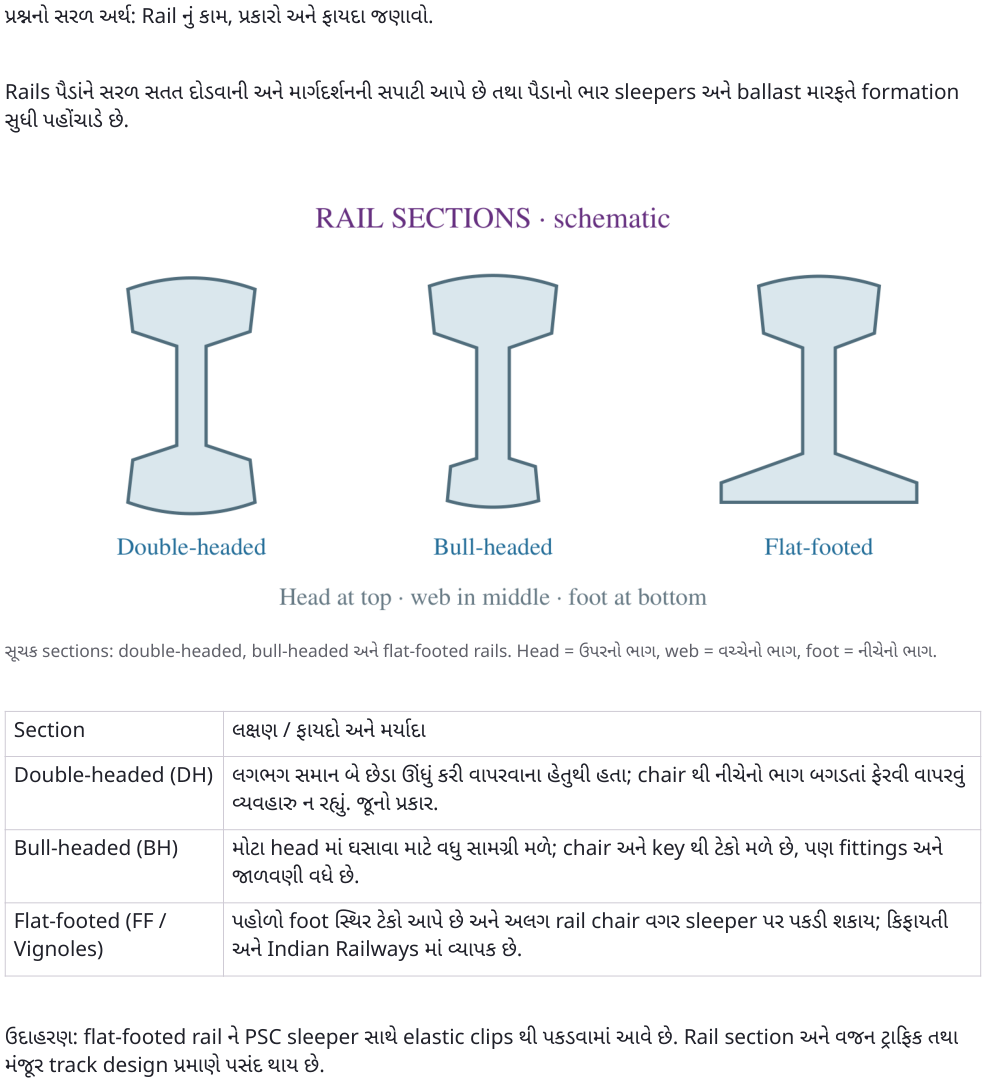 પ્રશ્નનો સરળ અર્થ: Rail નું કામ, પ્રકારો અને ફાયદા જણાવો.
Rails પૈડાંને સરળ સતત દોડવાની અને માર્ગદર્શનની સપાટી આપે છે તથા પૈડાનો ભાર sleepers અને ballast મારફતે formation
સુધી પહોંચાડે છે.
RAIL SECTIONS · schematic
Double-headed
Bull-headed
Flat-footed
Head at top · web in middle · foot at bottom
સૂચક sections: double-headed, bull-headed અને flat-footed rails. Head = ઉપરનો ભાગ, web = વચ્ચેનો ભાગ, foot = નીચેનો ભાગ.
Section
લક્ષણ / ફાયદો અને મર્યાદા
Double-headed (DH)
લગભગ સમાન બે છેડા ઊંધું કરી વાપરવાના હેતુથી હતા; chair થી નીચેનો ભાગ બગડતાં ફેરવી વાપરવું
વ્યવહારુ ન રહ્યું. જૂનો પ્રકાર.
Bull-headed (BH)
મોટા head માં ઘસાવા માટે વધુ સામગ્રી મળે; chair અને key થી ટેકો મળે છે, પણ fittings અને
જાળવણી વધે છે.
Flat-footed (FF /
Vignoles)
પહોળો foot સ્થિર ટેકો આપે છે અને અલગ rail chair વગર sleeper પર પકડી શકાય; કિફાયતી
અને Indian Railways માં વ્યાપક છે.
ઉદાહરણ: flat-footed rail ને PSC sleeper સાથે elastic clips થી પકડવામાં આવે છે. Rail section અને વજન ટ્રાફિક તથા
મંજૂર track design પ્રમાણે પસંદ થાય છે.